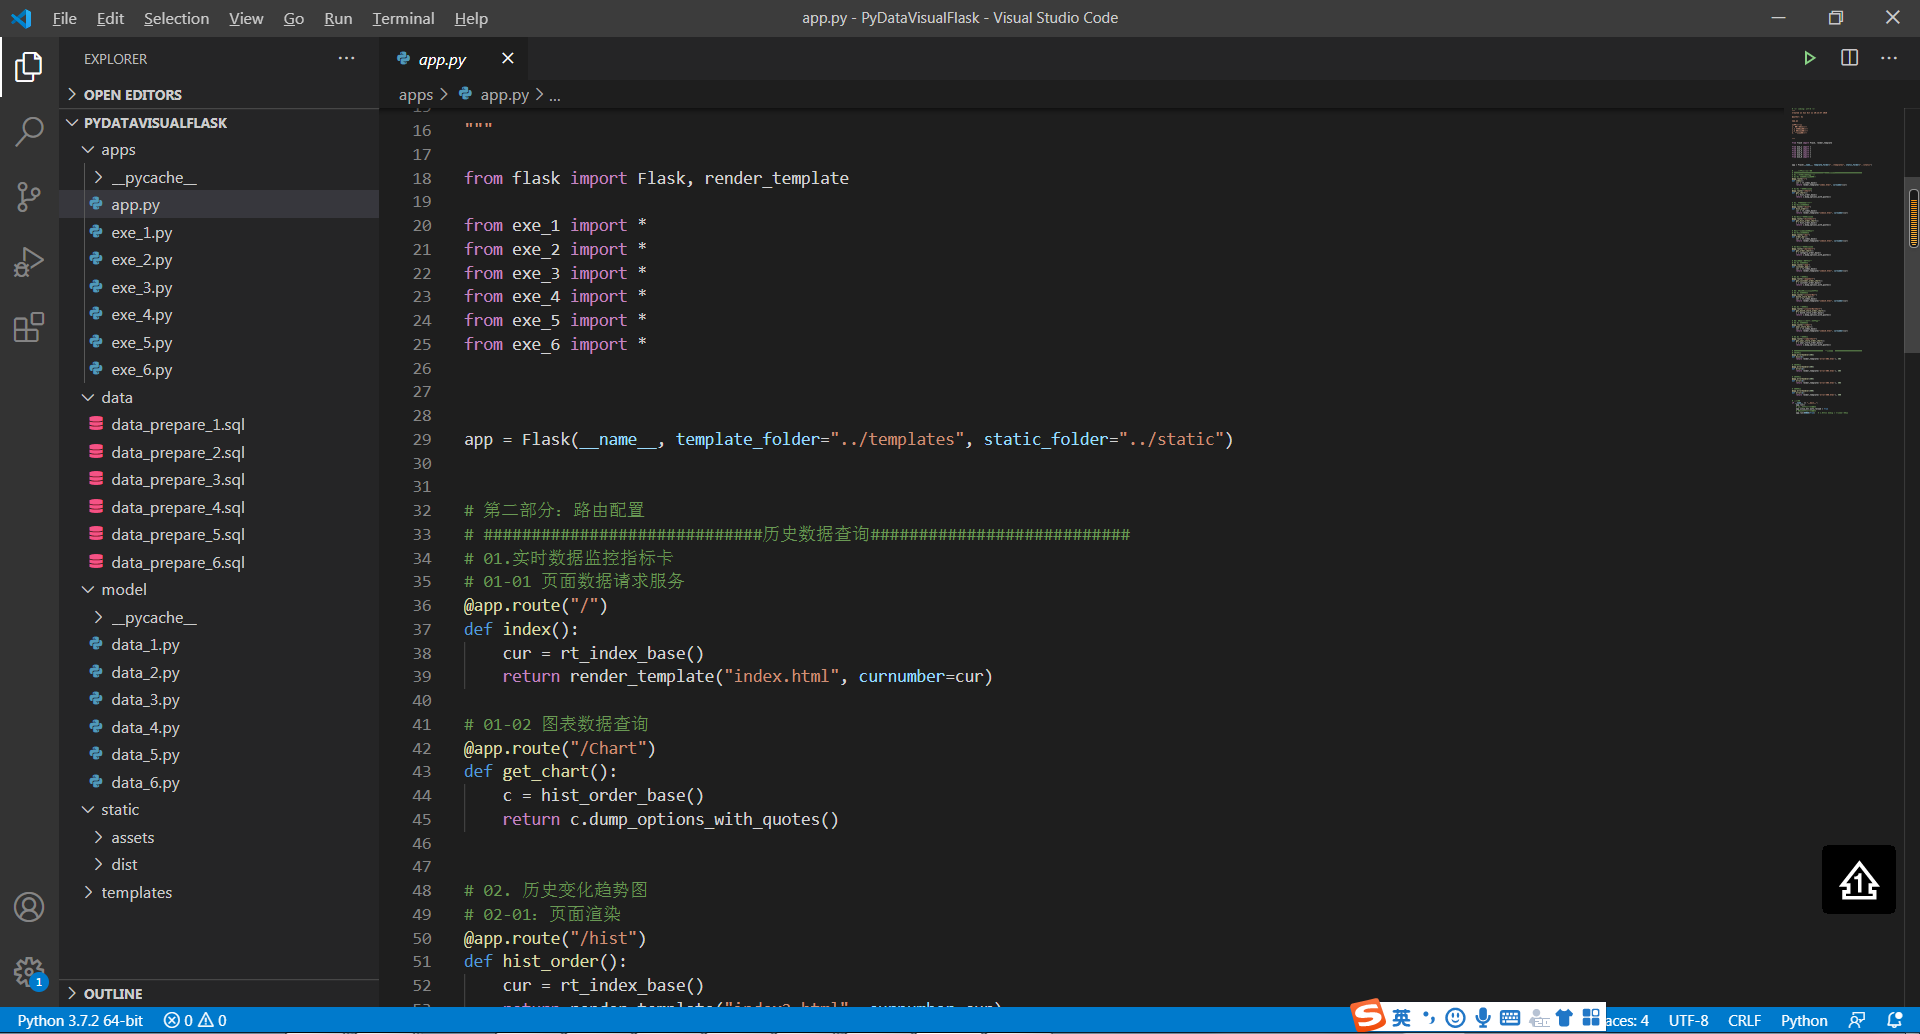 File Edit Selection View Go Run Terminal Help
app.py - PyDataVisualFlask - Visual Studio Code
EXPLORER
OPEN EDITORS
PYDATAVISUALFLASK
apps
__pycache__
app.py
exe_1.py
exe_2.py
exe_3.py
exe_4.py
exe_5.py
exe_6.py
data
data_prepare_1.sql
data_prepare_2.sql
data_prepare_3.sql
data_prepare_4.sql
data_prepare_5.sql
data_prepare_6.sql
model
__pycache__
data_1.py
data_2.py
data_3.py
data_4.py
data_5.py
data_6.py
static
assets
dist
templates
OUTLINE
app.py
apps > app.py > ...
16 """
17
18 from flask import Flask, render_template
19
20 from exe_1 import *
21 from exe_2 import *
22 from exe_3 import *
23 from exe_4 import *
24 from exe_5 import *
25 from exe_6 import *
26
27
28
29 app = Flask(__name__, template_folder="../templates", static_folder="../static")
30
31
32 # 第二部分：路由配置
33 # #############################历史数据查询###########################
34 # 01.实时数据监控指标卡
35 # 01-01 页面数据请求服务
36 @app.route("/")
37 def index():
38 cur = rt_index_base()
39 return render_template("index.html", curnumber=cur)
40
41 # 01-02 图表数据查询
42 @app.route("/Chart")
43 def get_chart():
44 c = hist_order_base()
45 return c.dump_options_with_quotes()
46
47
48 # 02. 历史变化趋势图
49 # 02-01：页面渲染
50 @app.route("/hist")
51 def hist_order():
52 cur = rt_index_base()
1
1
Python 3.7.2 64-bit 0 0
S 英
aces: 4 UTF-8 CRLF Python